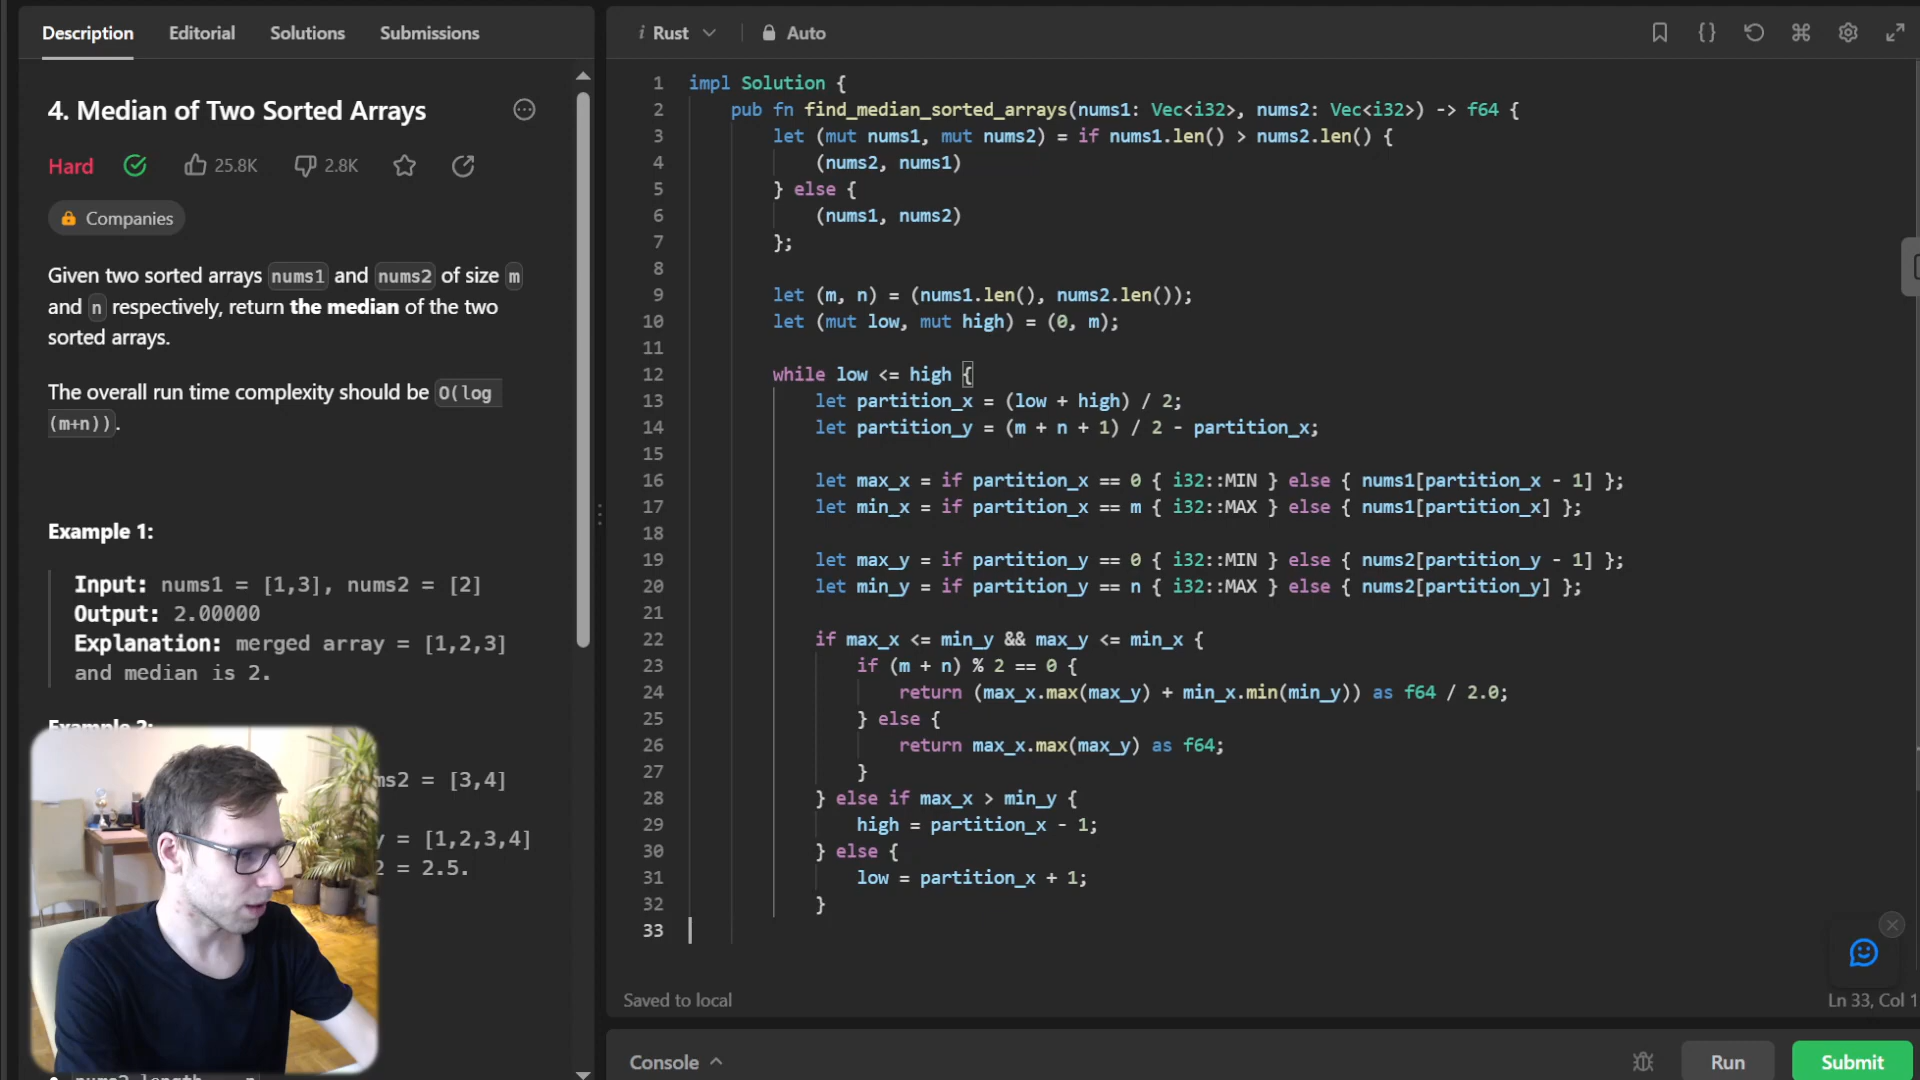 Description Editorial Solutions Submissions
4. Median of Two Sorted Arrays
Hard 25.8K 2.8K
Companies
Given two sorted arrays nums1 and nums2 of size m
and n respectively, return the median of the two
sorted arrays.
The overall run time complexity should be O(log
(m+n)).
Example 1:
Input: nums1 = [1,3], nums2 = [2]
Output: 2.00000
Explanation: merged array = [1,2,3]
and median is 2.
Example 2:
= [3,4]
= [1,2,3,4]
2 = 2.5.
i Rust Auto
1 impl Solution {
2 pub fn find_median_sorted_arrays(nums1: Vec<i32>, nums2: Vec<i32>) -> f64 {
3 let (mut nums1, mut nums2) = if nums1.len() > nums2.len() {
4 (nums2, nums1)
5 } else {
6 (nums1, nums2)
7 };
8
9 let (m, n) = (nums1.len(), nums2.len());
10 let (mut low, mut high) = (0, m);
11
12 while low <= high {
13 let partition_x = (low + high) / 2;
14 let partition_y = (m + n + 1) / 2 - partition_x;
15
16 let max_x = if partition_x == 0 { i32::MIN } else { nums1[partition_x - 1] };
17 let min_x = if partition_x == m { i32::MAX } else { nums1[partition_x] };
18
19 let max_y = if partition_y == 0 { i32::MIN } else { nums2[partition_y - 1] };
20 let min_y = if partition_y == n { i32::MAX } else { nums2[partition_y] };
21
22 if max_x <= min_y && max_y <= min_x {
23 if (m + n) % 2 == 0 {
24 return (max_x.max(max_y) + min_x.min(min_y)) as f64 / 2.0;
25 } else {
26 return max_x.max(max_y) as f64;
27 }
28 } else if max_x > min_y {
29 high = partition_x - 1;
30 } else {
31 low = partition_x + 1;
32 }
33
Saved to local Ln 33, Col 1
Console Run Submit